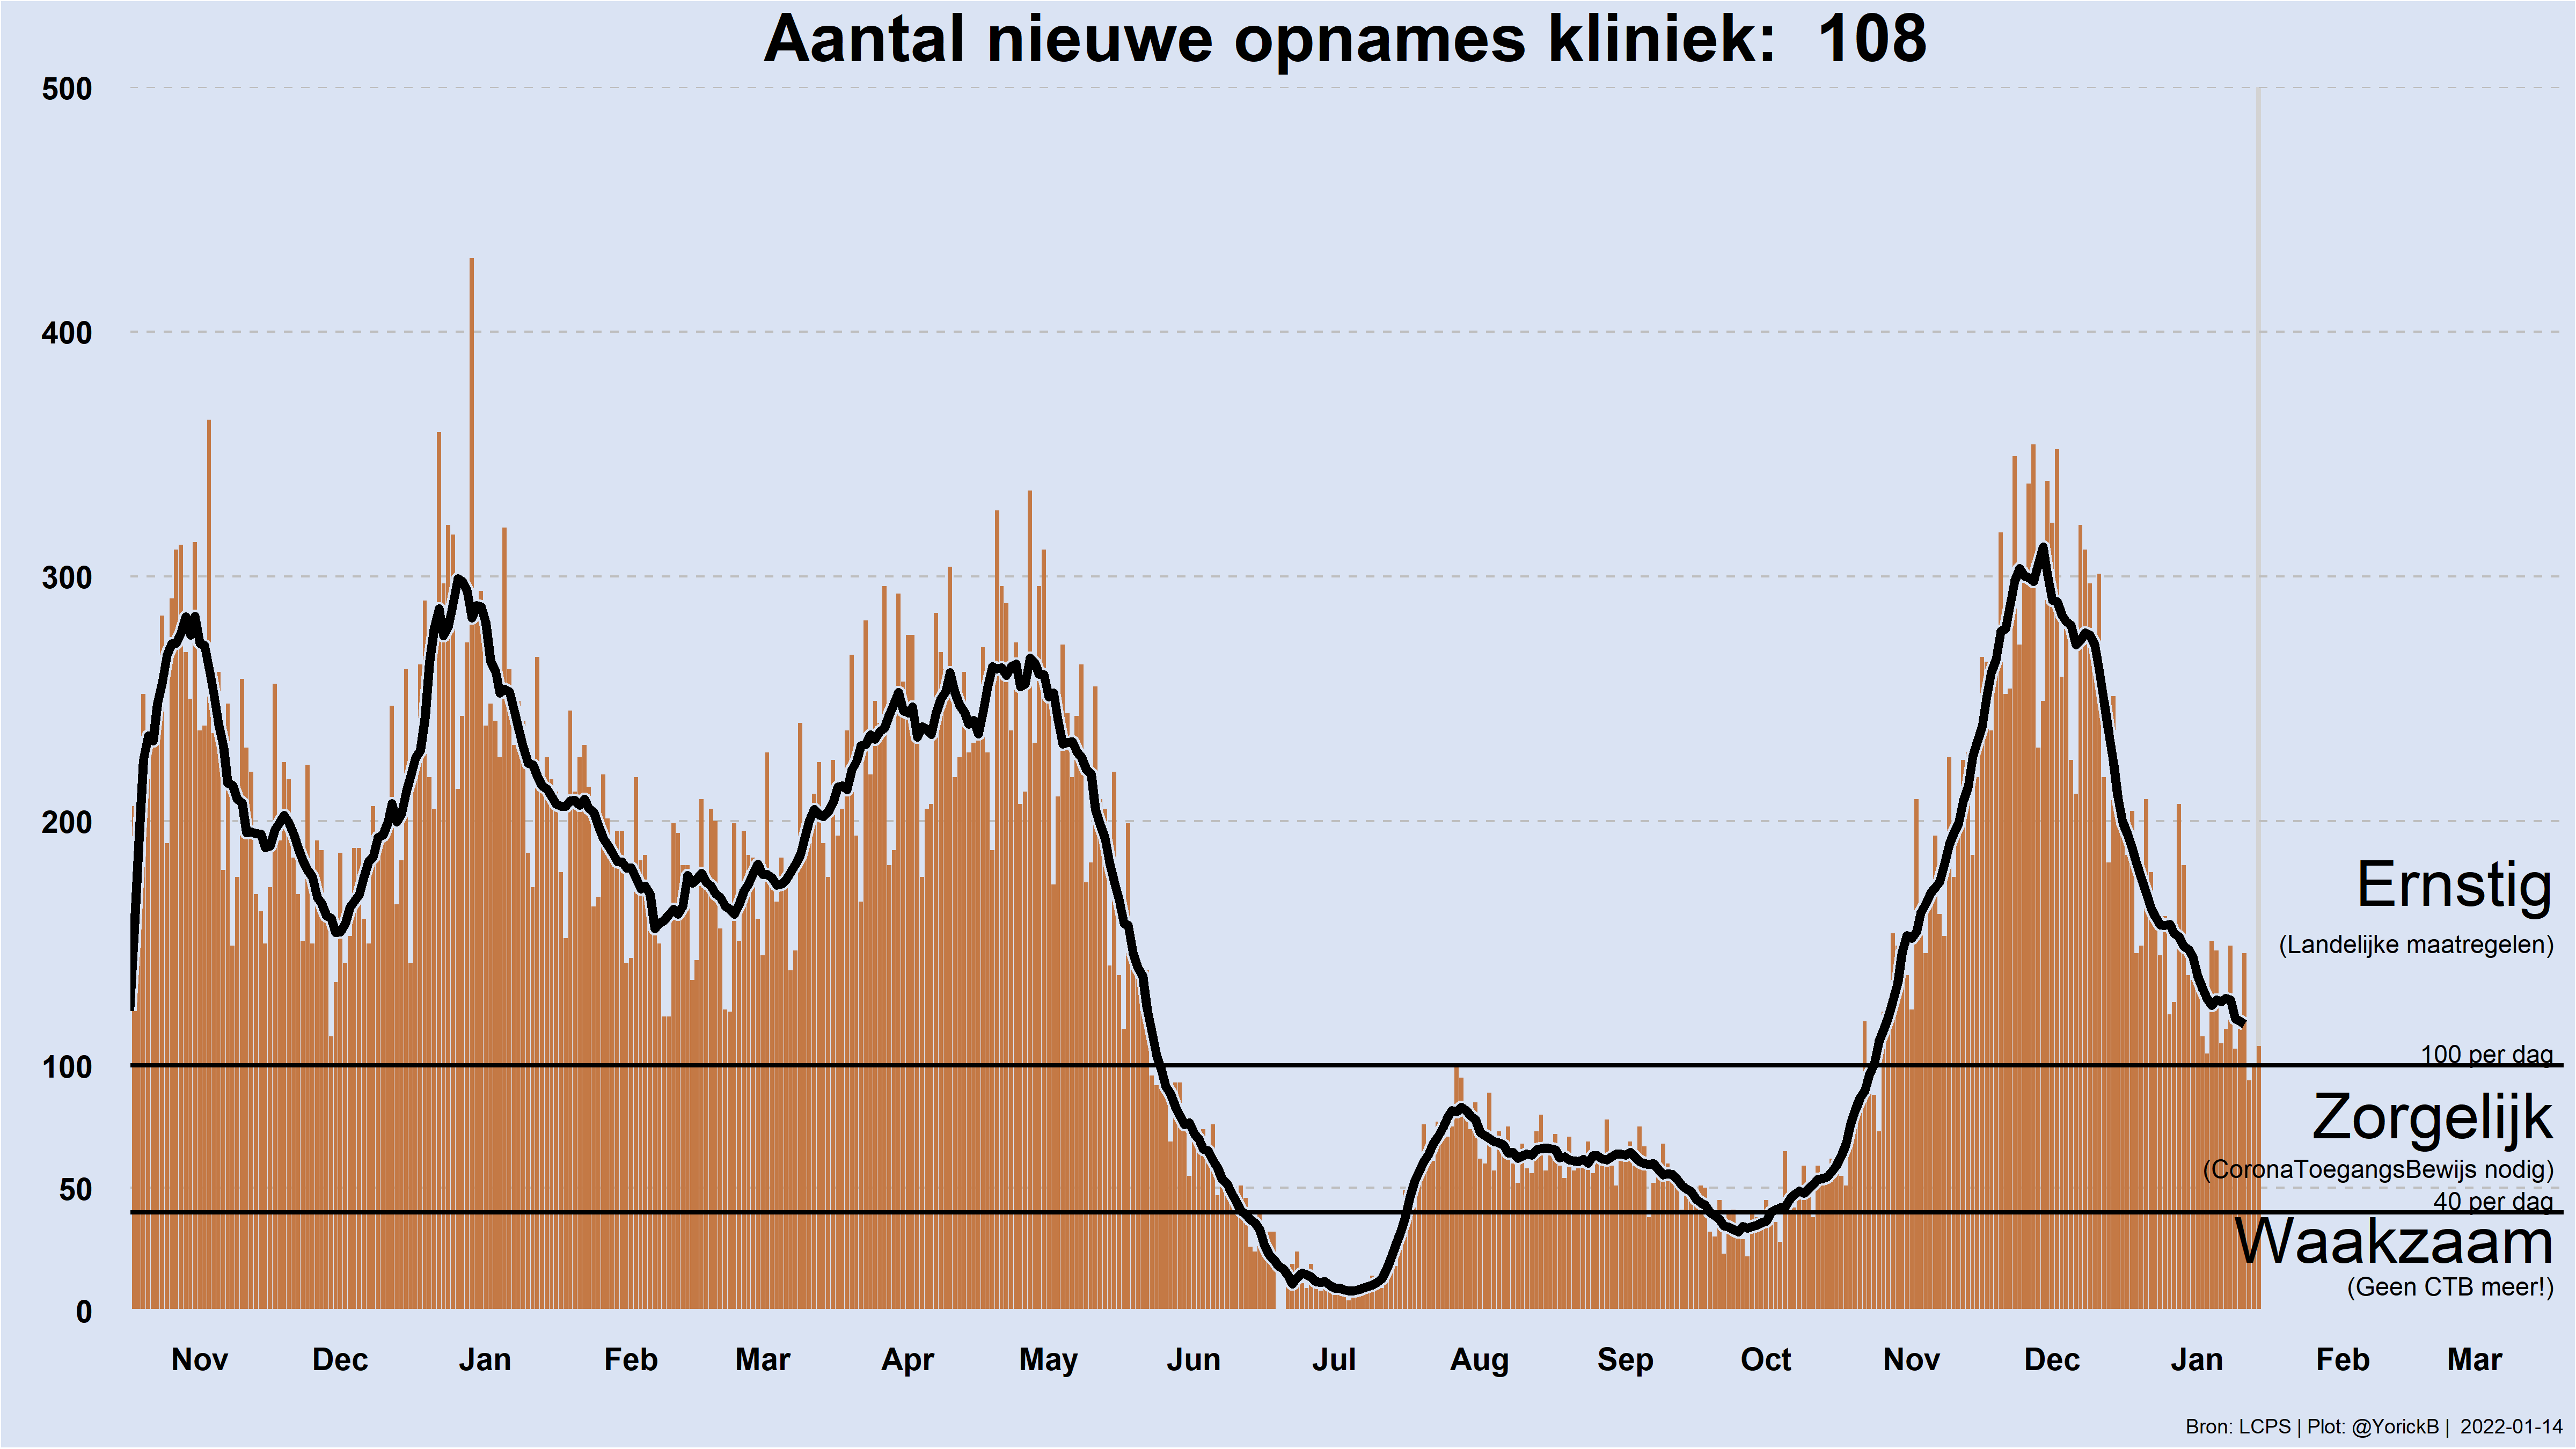 Aantal nieuwe opnames kliniek: 108
500
400
300
200
100
50
0
Ernstig
(Landelijke maatregelen)
100 per dag
Zorgelijk
(CoronaToegangsBewijs nodig)
40 per dag
Waakzaam
(Geen CTB meer!)
Nov Dec Jan Feb Mar Apr May Jun Jul Aug Sep Oct Nov Dec Jan Feb Mar
Bron: LCPS | Plot: @YorickB | 2022-01-14